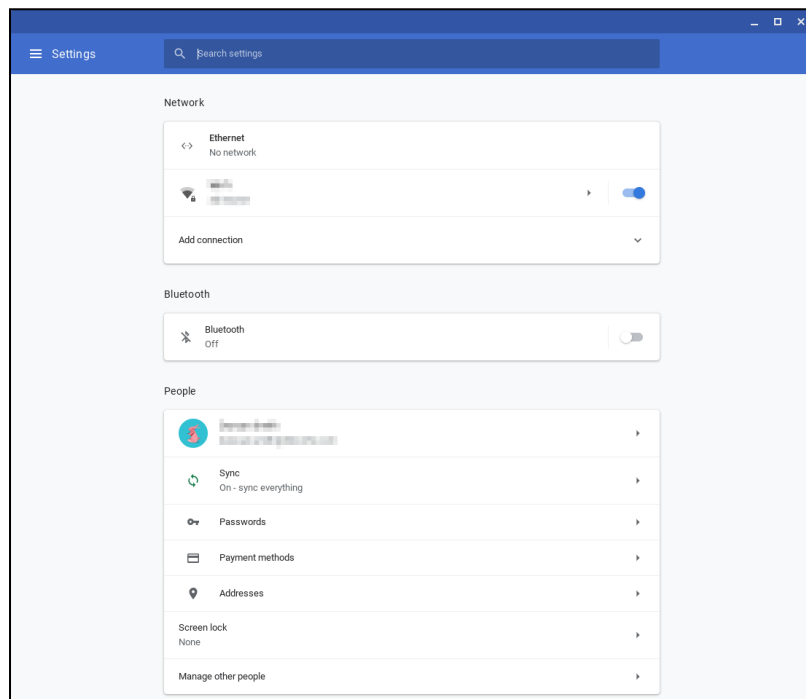 Settings
Search settings
Network
Ethernet
No network
Add connection
Bluetooth
Bluetooth
Off
People
Sync
On - sync everything
Passwords
Payment methods
Addresses
Screen lock
None
Manage other people